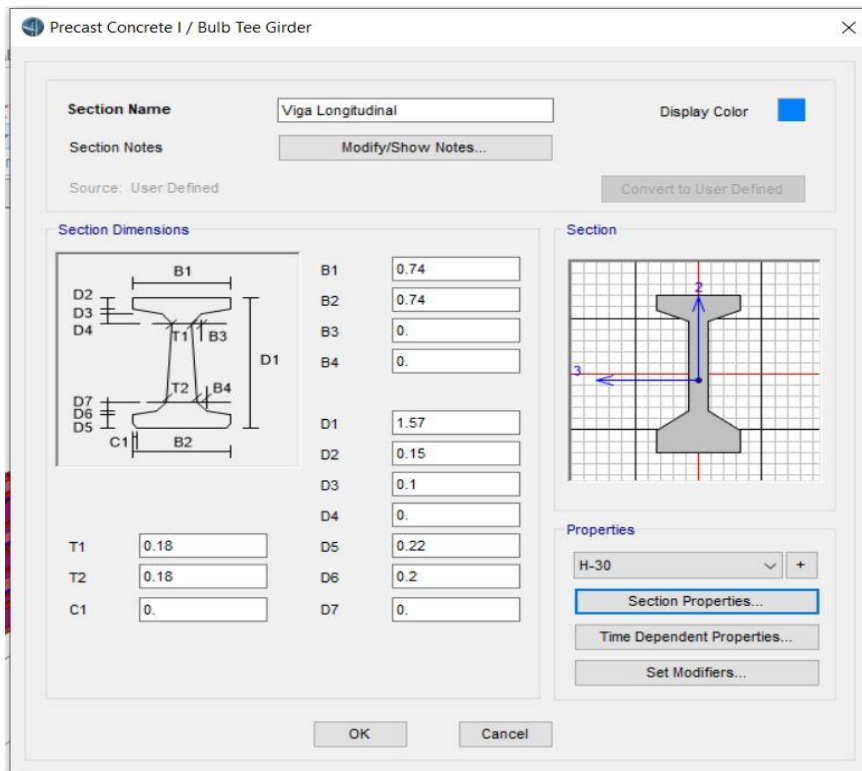 Precast Concrete I / Bulb Tee Girder
Section Name
Viga Longitudinal
Display Color
Section Notes
Modify/Show Notes...
Source: User Defined
Convert to User Defined
Section Dimensions
B1
D2
D3
D4
T1
B3
D1
T2
B4
D7
D6
D5
C1
B2
T1 0.18
T2 0.18
C1 0.
B1 0.74
B2 0.74
B3 0.
B4 0.
D1 1.57
D2 0.15
D3 0.1
D4 0.
D5 0.22
D6 0.2
D7 0.
Section
2
3
Properties
H-30
+
Section Properties...
Time Dependent Properties...
Set Modifiers...
OK
Cancel